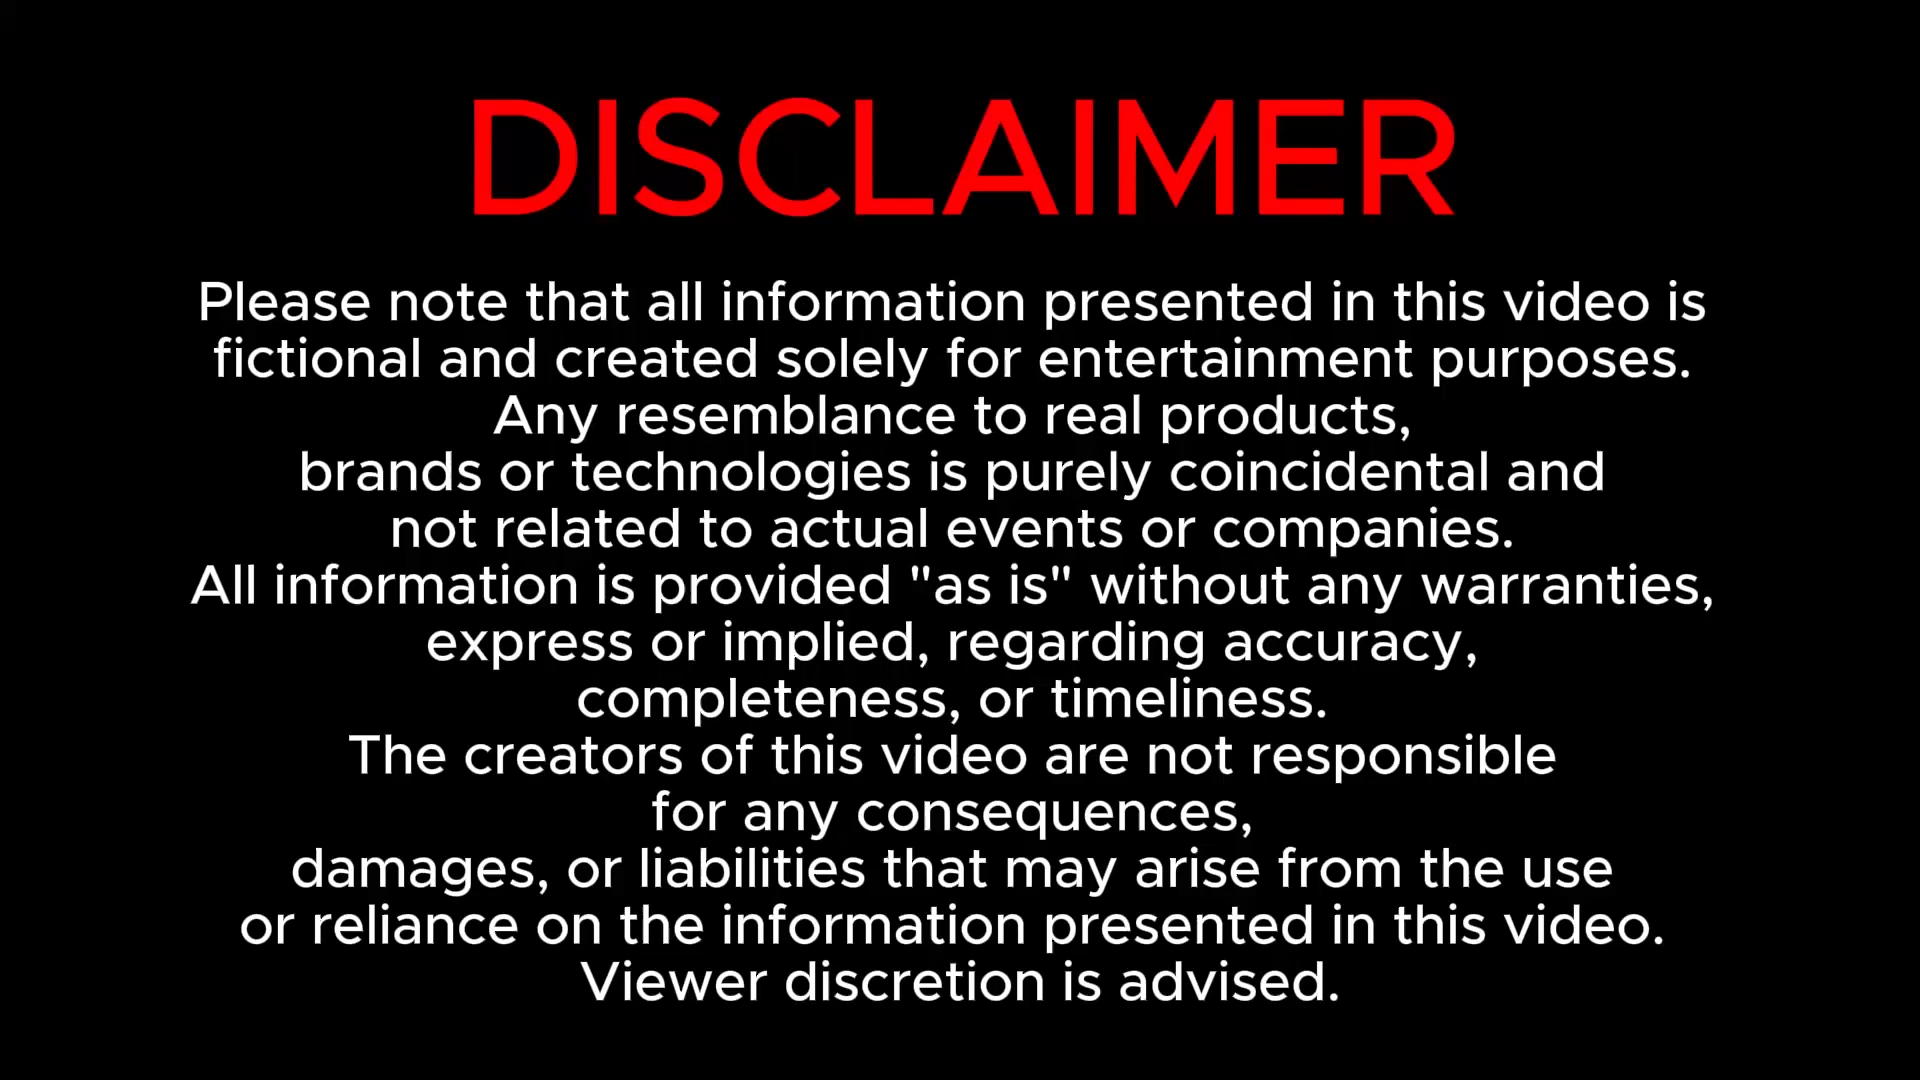 DISCLAIMER
Please note that all information presented in this video is
fictional and created solely for entertainment purposes.
Any resemblance to real products,
brands or technologies is purely coincidental and
not related to actual events or companies.
All information is provided "as is" without any warranties,
express or implied, regarding accuracy,
completeness, or timeliness.
The creators of this video are not responsible
for any consequences,
damages, or liabilities that may arise from the use
or reliance on the information presented in this video.
Viewer discretion is advised.